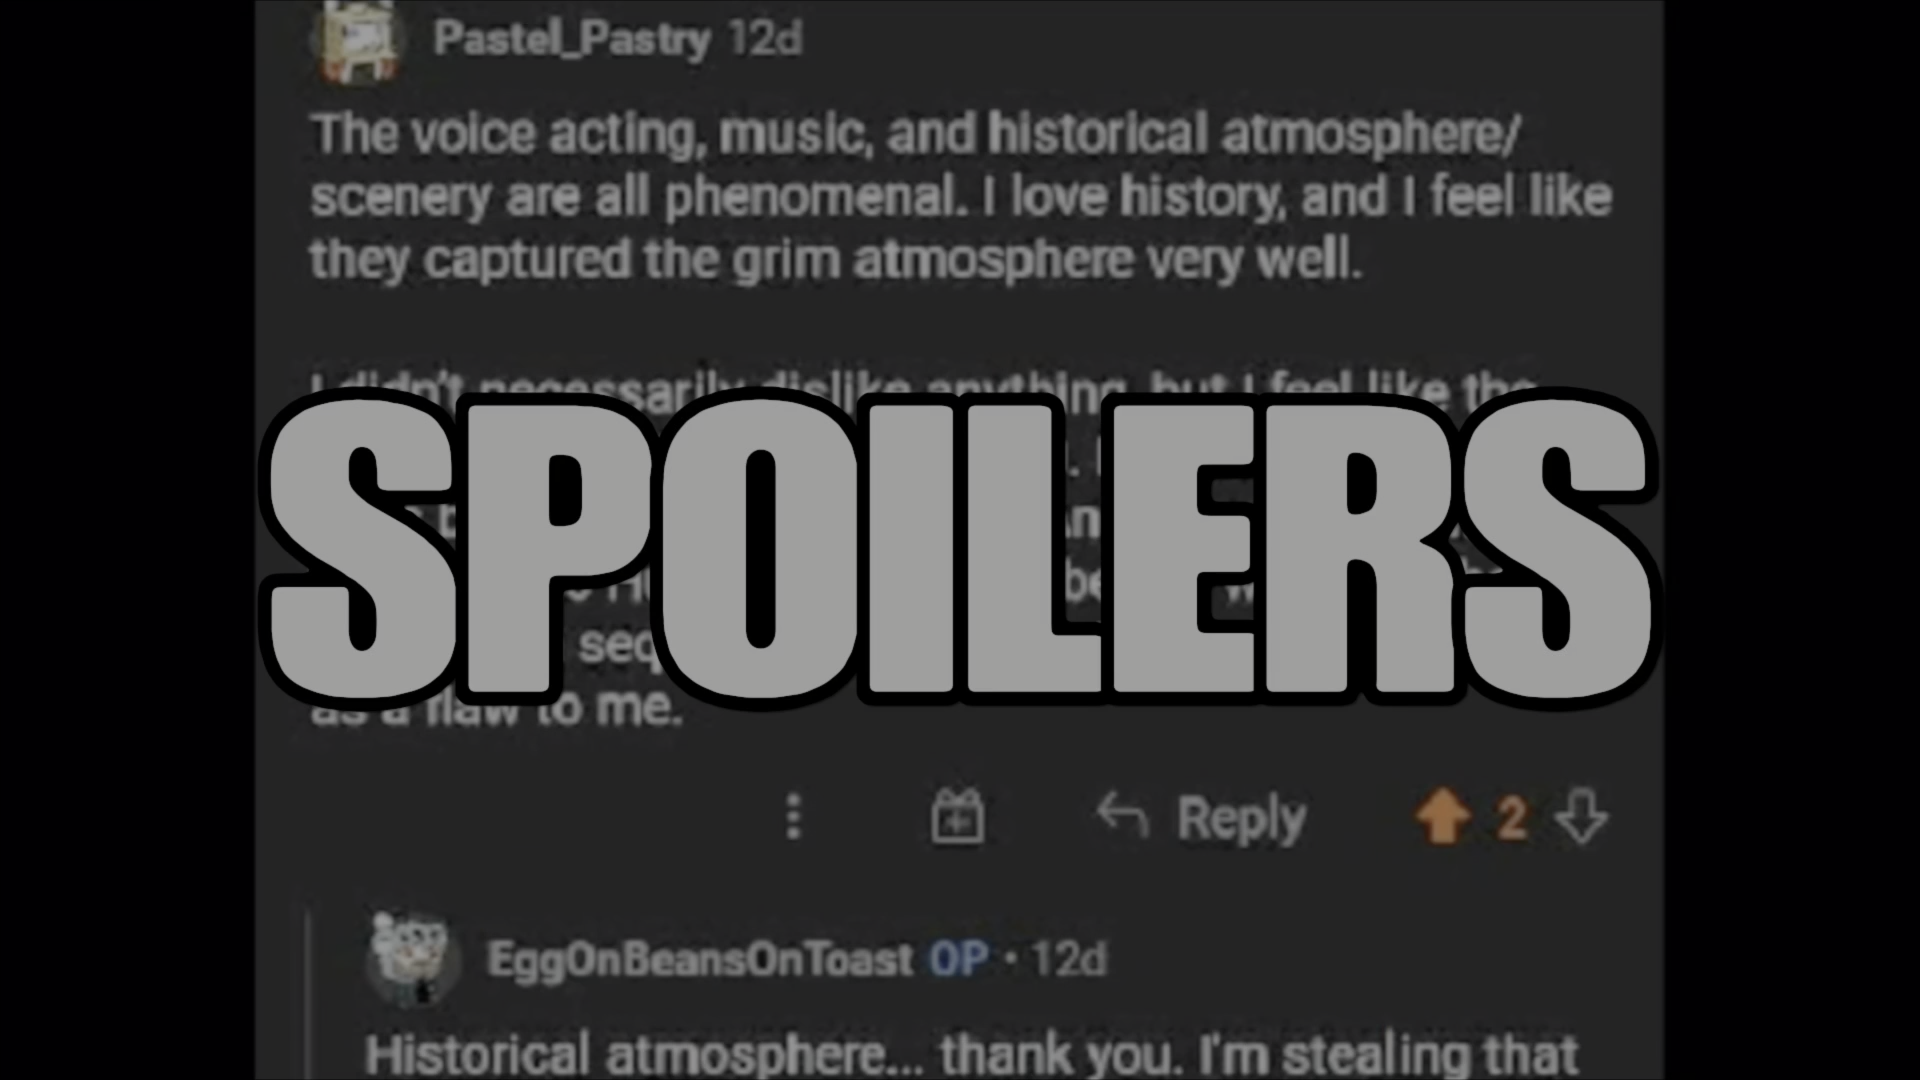 Pastel_Pastry 12d
The voice acting, music, and historical atmosphere/
scenery are all phenomenal. I love history, and I feel like
they captured the grim atmosphere very well.
I didn't necessarily dislike anything, but I feel like the
SPOILERS
as a flaw to me.
Reply 2
EggOnBeansOnToast OP • 12d
Historical atmosphere... thank you. I'm stealing that